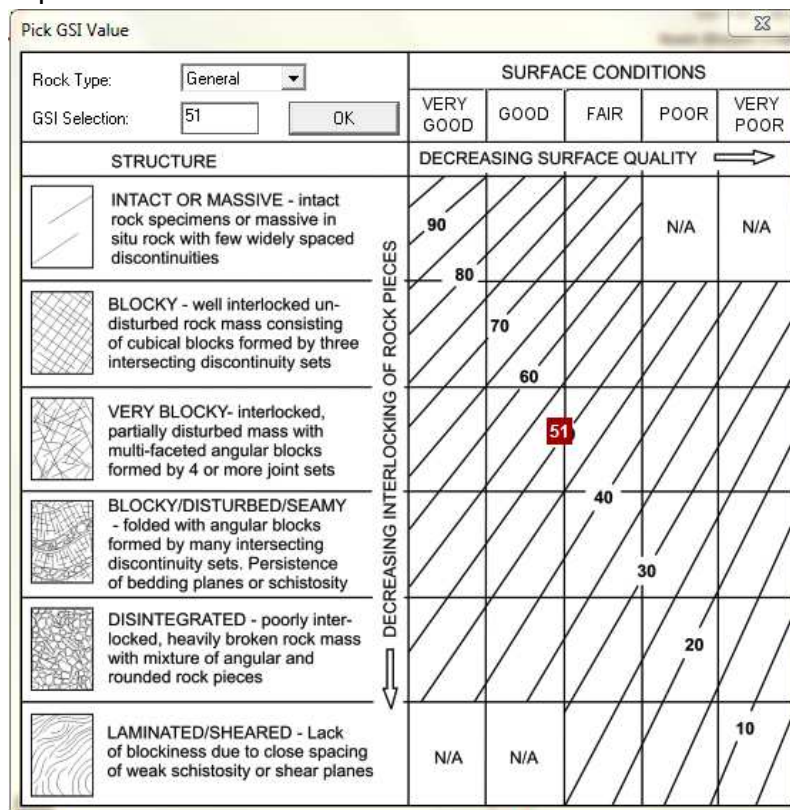 Pick GSI Value
Rock Type:
General
GSI Selection:
51
OK
SURFACE CONDITIONS
VERY
GOOD
GOOD
FAIR
POOR
VERY
POOR
STRUCTURE
DECREASING SURFACE QUALITY
DECREASING INTERLOCKING OF ROCK PIECES
INTACT OR MASSIVE - intact
rock specimens or massive in
situ rock with few widely spaced
discontinuities
90
80
N/A
N/A
BLOCKY - well interlocked un-
disturbed rock mass consisting
of cubical blocks formed by three
intersecting discontinuity sets
70
60
VERY BLOCKY- interlocked,
partially disturbed mass with
multi-faceted angular blocks
formed by 4 or more joint sets
51
BLOCKY/DISTURBED/SEAMY
- folded with angular blocks
formed by many intersecting
discontinuity sets. Persistence
of bedding planes or schistosity
40
30
DISINTEGRATED - poorly inter-
locked, heavily broken rock mass
with mixture of angular and
rounded rock pieces
20
LAMINATED/SHEARED - Lack
of blockiness due to close spacing
of weak schistosity or shear planes
N/A
N/A
10